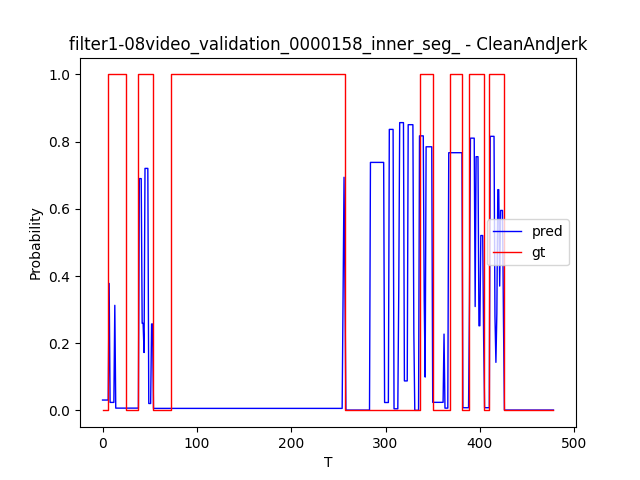 filter1-08video_validation_0000158_inner_seg_ - CleanAndJerk
1.0
0.8
0.6
0.4
0.2
0.0
Probability
pred
gt
0
100
200
300
400
500
T